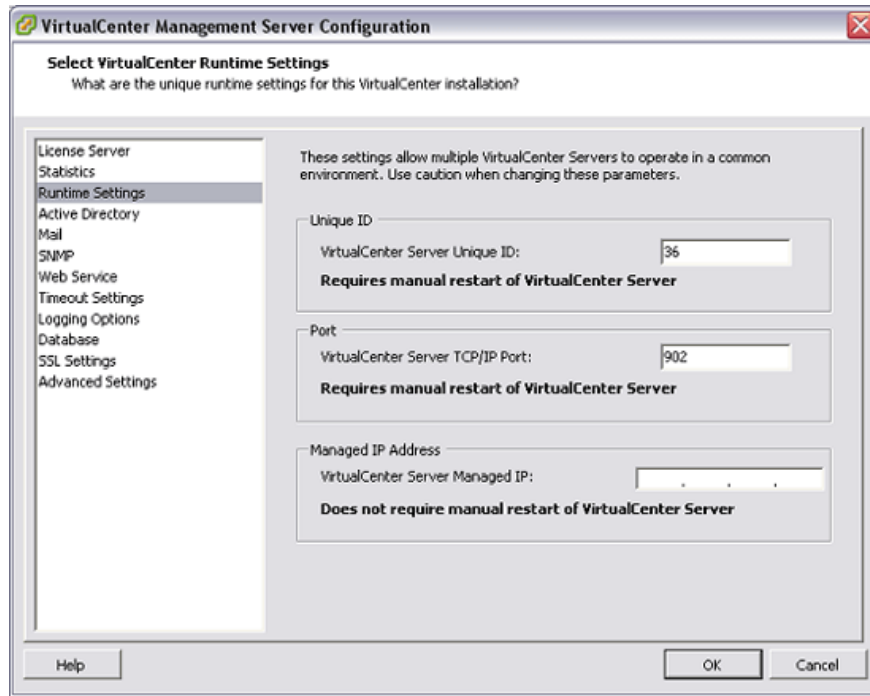 VirtualCenter Management Server Configuration
Select VirtualCenter Runtime Settings
What are the unique runtime settings for this VirtualCenter installation?
License Server
Statistics
Runtime Settings
Active Directory
Mail
SNMP
Web Service
Timeout Settings
Logging Options
Database
SSL Settings
Advanced Settings
These settings allow multiple VirtualCenter Servers to operate in a common
environment. Use caution when changing these parameters.
Unique ID
VirtualCenter Server Unique ID: 36
Requires manual restart of VirtualCenter Server
Port
VirtualCenter Server TCP/IP Port: 902
Requires manual restart of VirtualCenter Server
Managed IP Address
VirtualCenter Server Managed IP: . . .
Does not require manual restart of VirtualCenter Server
Help
OK
Cancel